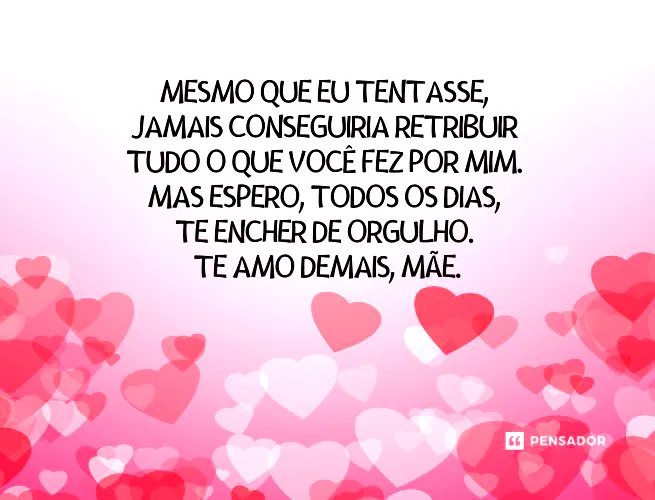 MESMO QUE EU TENTASSE,
JAMAIS CONSEGUIRIA RETRIBUIR
TUDO O QUE VOCÊ FEZ POR MIM.
MAS ESPERO, TODOS OS DIAS,
TE ENCHER DE ORGULHO.
TE AMO DEMAIS, MÃE.
PENSADOR